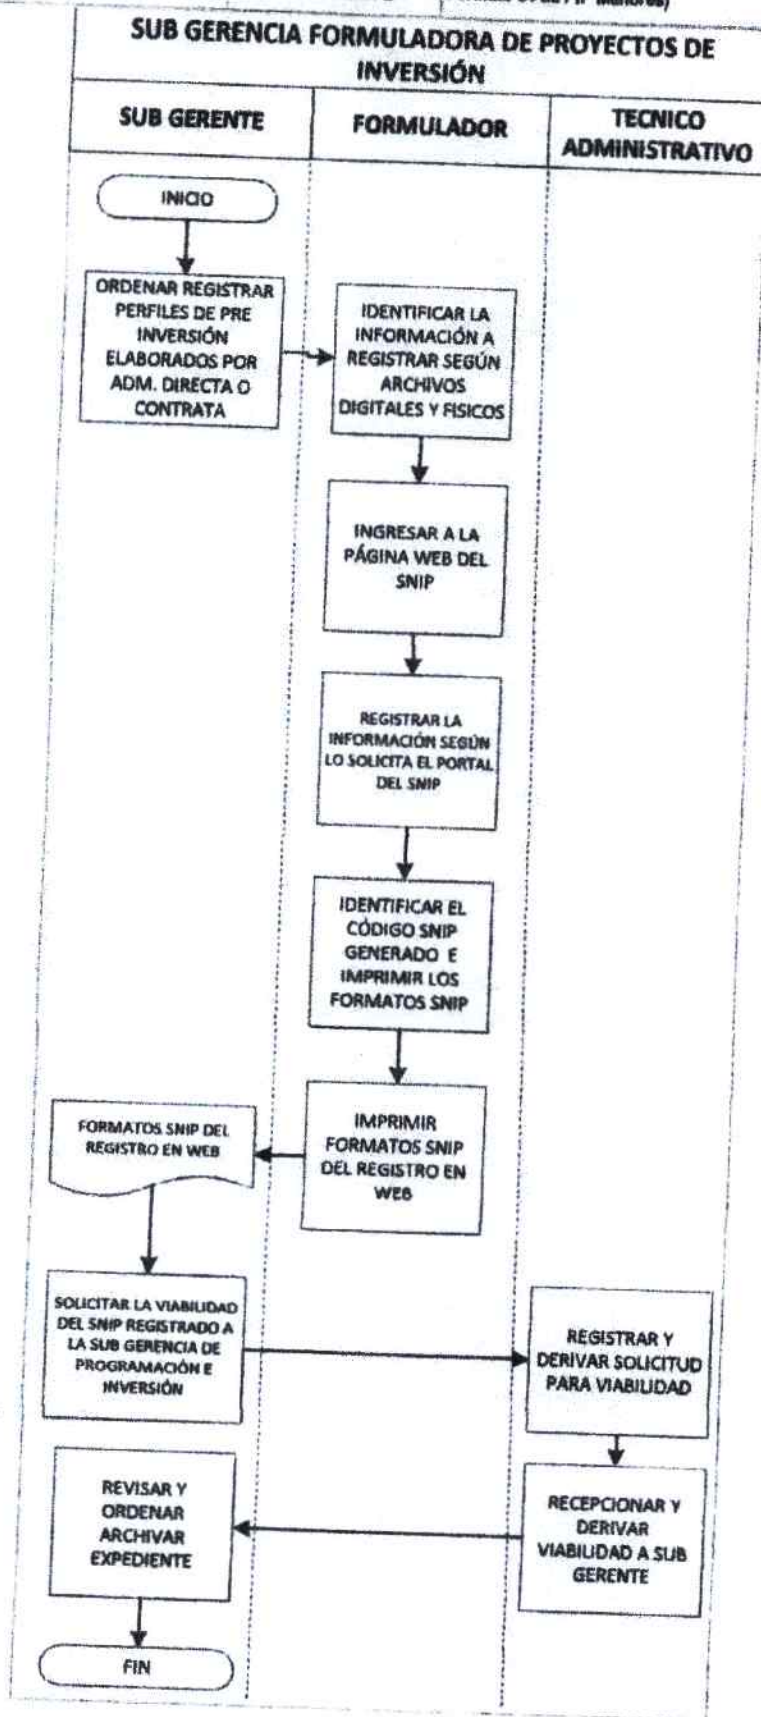 SUB GERENCIA FORMULADORA DE PROYECTOS DE
INVERSIÓN
SUB GERENTE
FORMULADOR
TECNICO
ADMINISTRATIVO
INICIO
ORDENAR REGISTRAR
PERFILES DE PRE
INVERSIÓN
ELABORADOS POR
ADM. DIRECTA O
CONTRATA
IDENTIFICAR LA
INFORMACIÓN A
REGISTRAR SEGÚN
ARCHIVOS
DIGITALES Y FISICOS
INGRESAR A LA
PÁGINA WEB DEL
SNIP
REGISTRAR LA
INFORMACIÓN SEGÚN
LO SOLICITA EL PORTAL
DEL SNIP
IDENTIFICAR EL
CÓDIGO SNIP
GENERADO E
IMPRIMIR LOS
FORMATOS SNIP
IMPRIMIR
FORMATOS SNIP
DEL REGISTRO EN
WEB
FORMATOS SNIP DEL
REGISTRO EN WEB
SOLICITAR LA VIABILIDAD
DEL SNIP REGISTRADO A
LA SUB GERENCIA DE
PROGRAMACIÓN E
INVERSIÓN
REGISTRAR Y
DERIVAR SOLICITUD
PARA VIABILIDAD
RECEPCIONAR Y
DERIVAR
VIABILIDAD A SUB
GERENTE
REVISAR Y
ORDENAR
ARCHIVAR
EXPEDIENTE
FIN